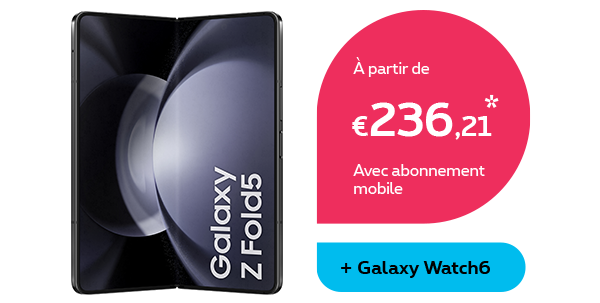 Galaxy
Z Fold5
À partir de
€236,21*
Avec abonnement
mobile
+ Galaxy Watch6